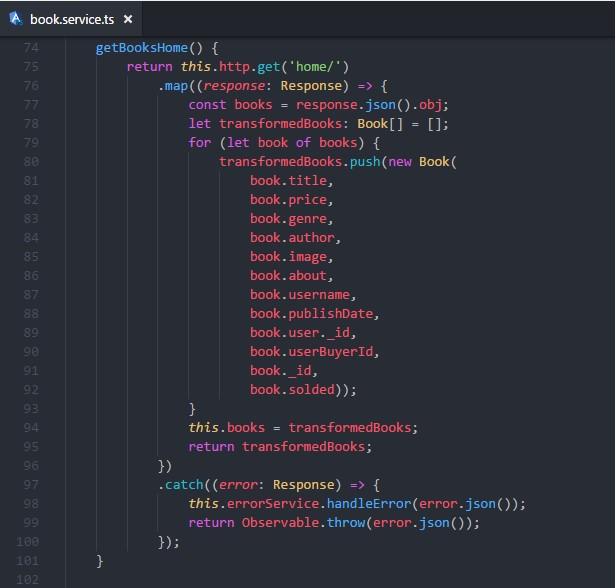 book.service.ts ×
74 getBooksHome() {
75 return this.http.get('home/')
76 .map((response: Response) => {
77 const books = response.json().obj;
78 let transformedBooks: Book[] = [];
79 for (let book of books) {
80 transformedBooks.push(new Book(
81 book.title,
82 book.price,
83 book.genre,
84 book.author,
85 book.image,
86 book.about,
87 book.username,
88 book.publishDate,
89 book.user._id,
90 book.userBuyerId,
91 book._id,
92 book.solded));
93 }
94 this.books = transformedBooks;
95 return transformedBooks;
96 })
97 .catch((error: Response) => {
98 this.errorService.handleError(error.json());
99 return Observable.throw(error.json());
100 });
101 }
102